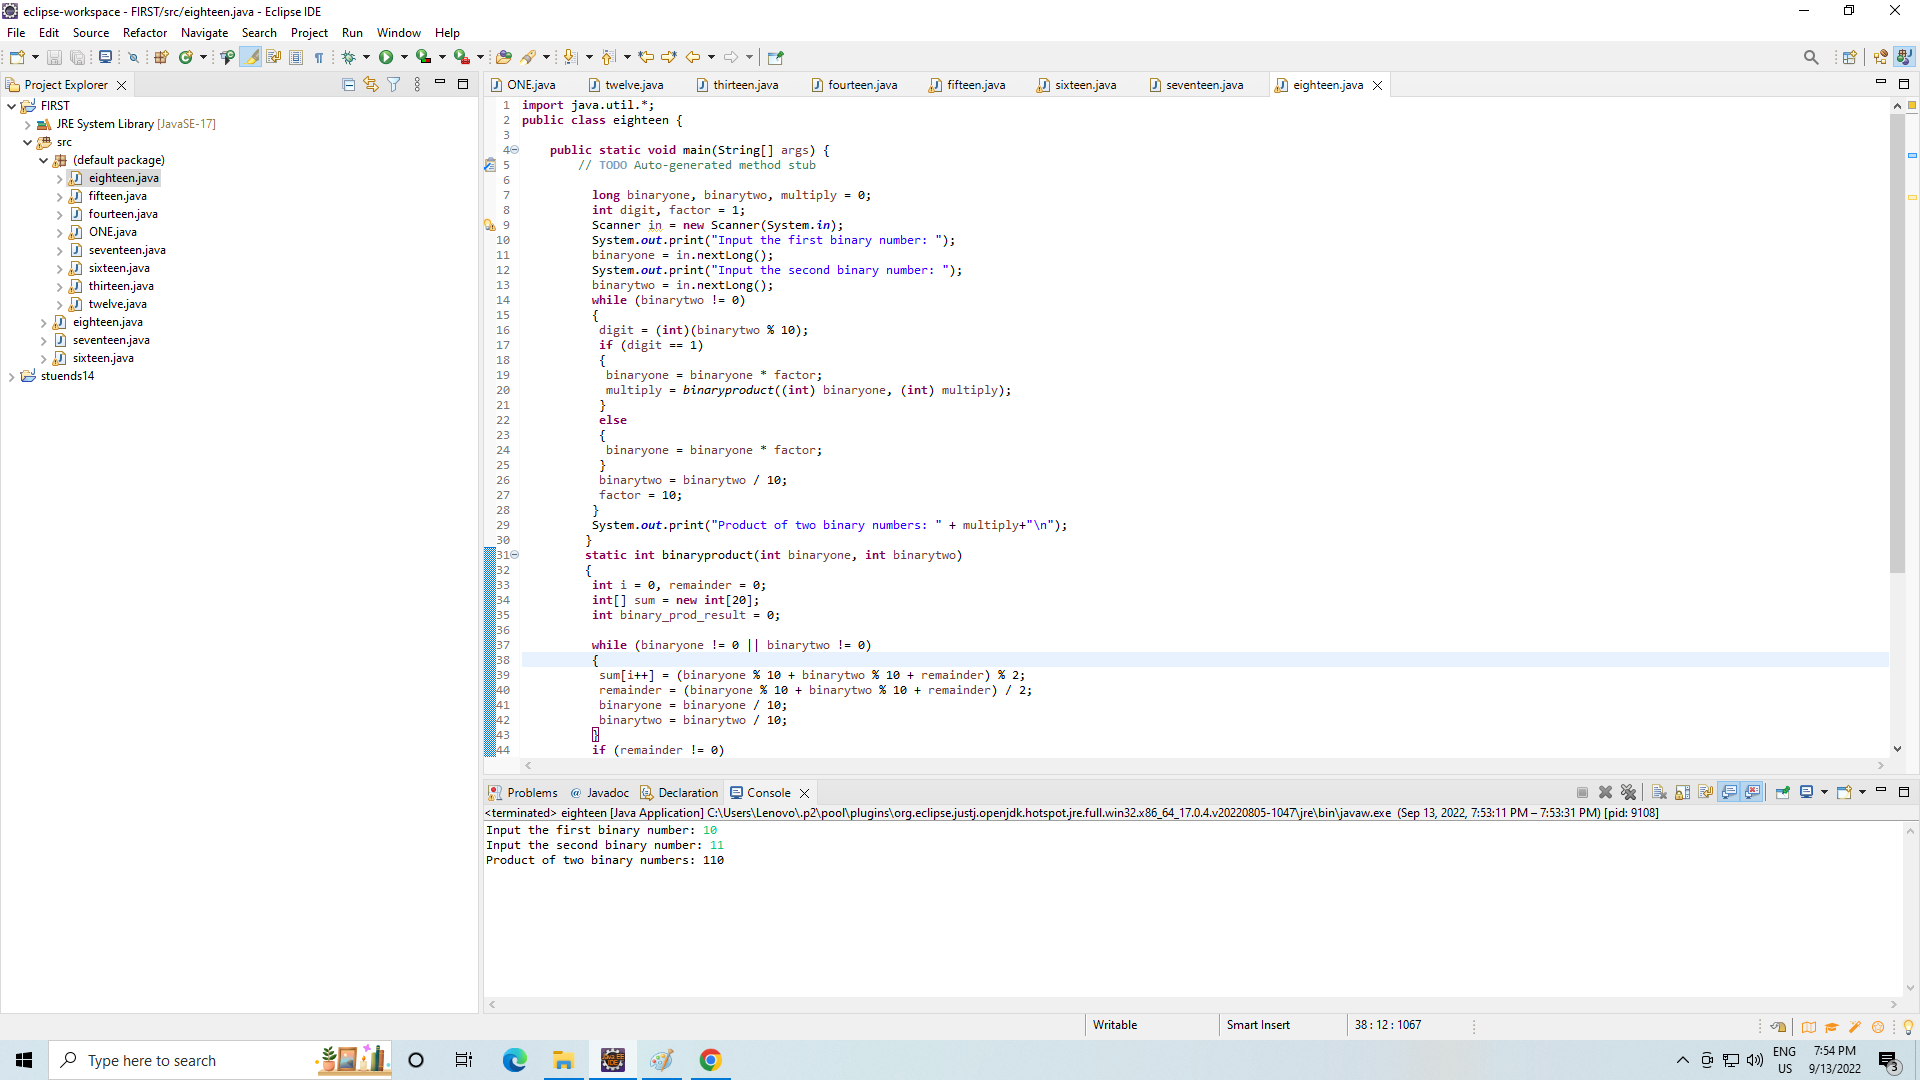 eclipse-workspace - FIRST/src/eighteen.java - Eclipse IDE
File Edit Source Refactor Navigate Search Project Run Window Help
Project Explorer
FIRST
JRE System Library [JavaSE-17]
src
(default package)
eighteen.java
fifteen.java
fourteen.java
ONE.java
seventeen.java
sixteen.java
thirteen.java
twelve.java
eighteen.java
seventeen.java
sixteen.java
stuends14
ONE.java twelve.java thirteen.java fourteen.java fifteen.java sixteen.java seventeen.java eighteen.java
1 import java.util.*;
2 public class eighteen {
3
4 public static void main(String[] args) {
5 // TODO Auto-generated method stub
6
7 long binaryone, binarytwo, multiply = 0;
8 int digit, factor = 1;
9 Scanner in = new Scanner(System.in);
10 System.out.print("Input the first binary number: ");
11 binaryone = in.nextLong();
12 System.out.print("Input the second binary number: ");
13 binarytwo = in.nextLong();
14 while (binarytwo != 0)
15 {
16 digit = (int)(binarytwo % 10);
17 if (digit == 1)
18 {
19 binaryone = binaryone * factor;
20 multiply = binaryproduct((int) binaryone, (int) multiply);
21 }
22 else
23 {
24 binaryone = binaryone * factor;
25 }
26 binarytwo = binarytwo / 10;
27 factor = 10;
28 }
29 System.out.print("Product of two binary numbers: " + multiply+"\n");
30 }
31 static int binaryproduct(int binaryone, int binarytwo)
32 {
33 int i = 0, remainder = 0;
34 int[] sum = new int[20];
35 int binary_prod_result = 0;
36
37 while (binaryone != 0 || binarytwo != 0)
38 {
39 sum[i++] = (binaryone % 10 + binarytwo % 10 + remainder) % 2;
40 remainder = (binaryone % 10 + binarytwo % 10 + remainder) / 2;
41 binaryone = binaryone / 10;
42 binarytwo = binarytwo / 10;
43 }
44 if (remainder != 0)
Problems Javadoc Declaration Console
<terminated> eighteen [Java Application] C:\Users\Lenovo\.p2\pool\plugins\org.eclipse.justj.openjdk.hotspot.jre.full.win32.x86_64_17.0.4.v20220805-1047\jre\bin\javaw.exe (Sep 13, 2022, 7:53:11 PM – 7:53:31 PM) [pid: 9108]
Input the first binary number: 10
Input the second binary number: 11
Product of two binary numbers: 110
Writable Smart Insert 38 : 12 : 1067
Type here to search
ENG
US
7:54 PM
9/13/2022
3